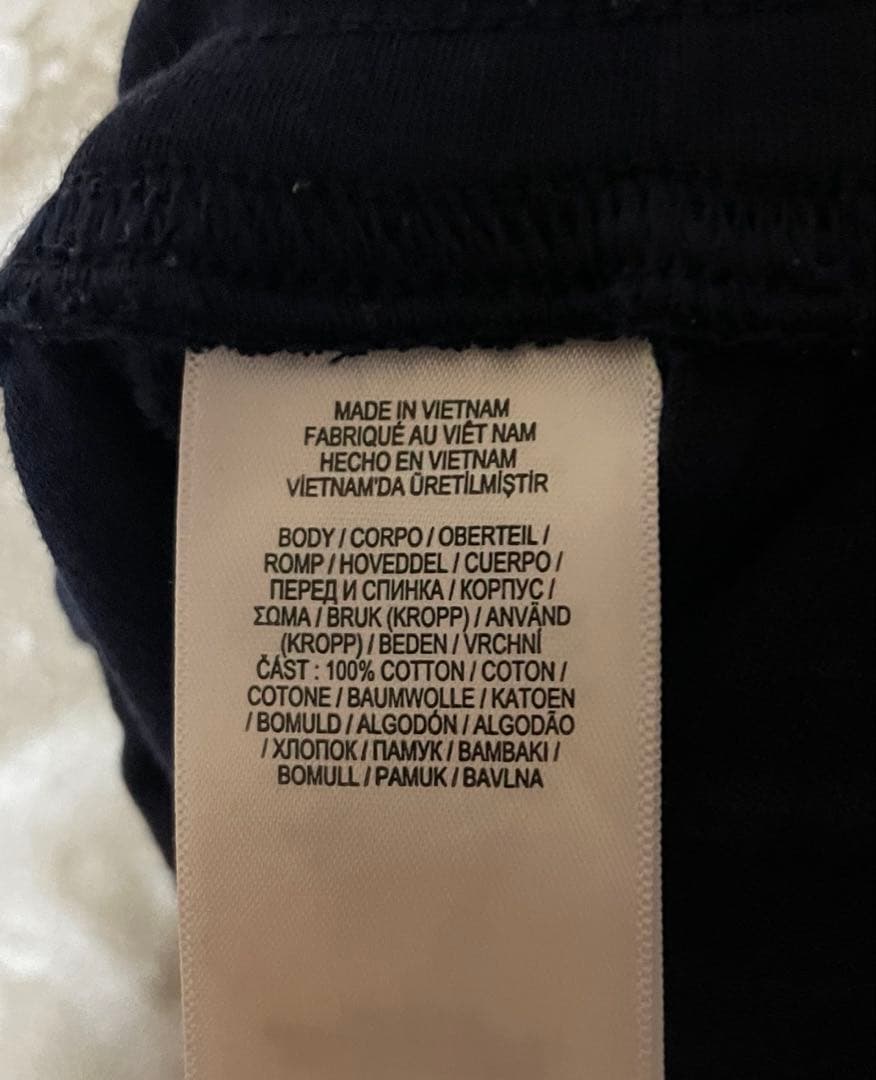 MADE IN VIETNAM
FABRIQUÉ AU VIÊT NAM
HECHO EN VIETNAM
VİETNAM'DA ÜRETİLMİŞTİR
BODY / CORPO / OBERTEIL /
ROMP / HOVEDDEL / CUERPO /
ПЕРЕД И СПИНКА / КОРПУС /
ΣΩΜΑ / BRUK (KROPP) / ANVÄND
(KROPP) / BEDEN / VRCHNÍ
ČÁST : 100% COTTON / COTON /
COTONE / BAUMWOLLE / KATOEN
/ BOMULD / ALGODÓN / ALGODÃO
/ ХЛОПОК / ПАМУК / ΒΑΜΒΑΚΙ /
BOMULL / PAMUK / BAVLNA